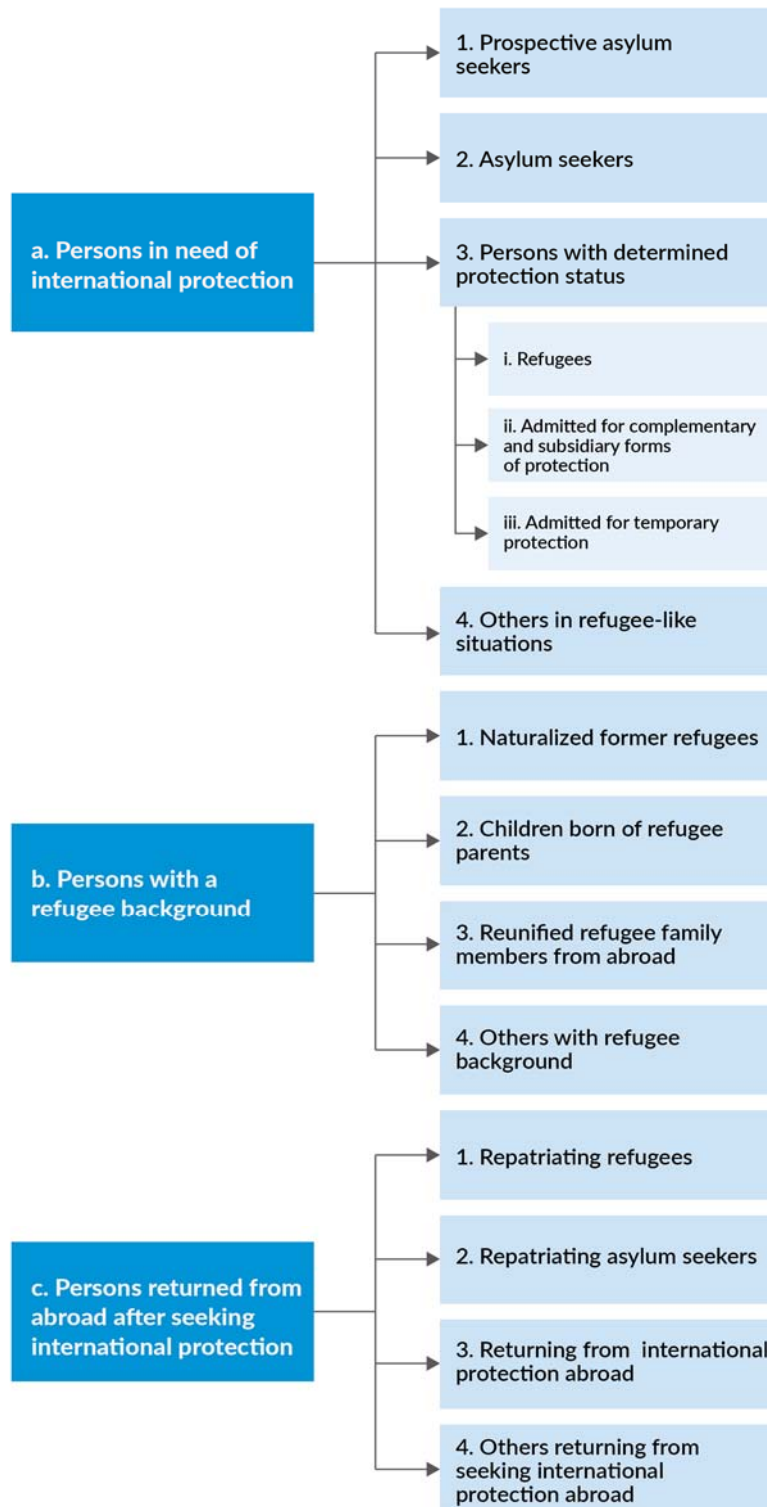 1. Prospective asylum
seekers
2. Asylum seekers
a. Persons in need of
international protection
3. Persons with determined
protection status
i. Refugees
ii. Admitted for complementary
and subsidiary forms
of protection
iii. Admitted for temporary
protection
4. Others in refugee-like
situations
1. Naturalized former refugees
2. Children born of refugee
parents
b. Persons with a
refugee background
3. Reunified refugee family
members from abroad
4. Others with refugee
background
1. Repatriating refugees
2. Repatriating asylum seekers
c. Persons returned from
abroad after seeking
international protection
3. Returning from international
protection abroad
4. Others returning from
seeking international
protection abroad